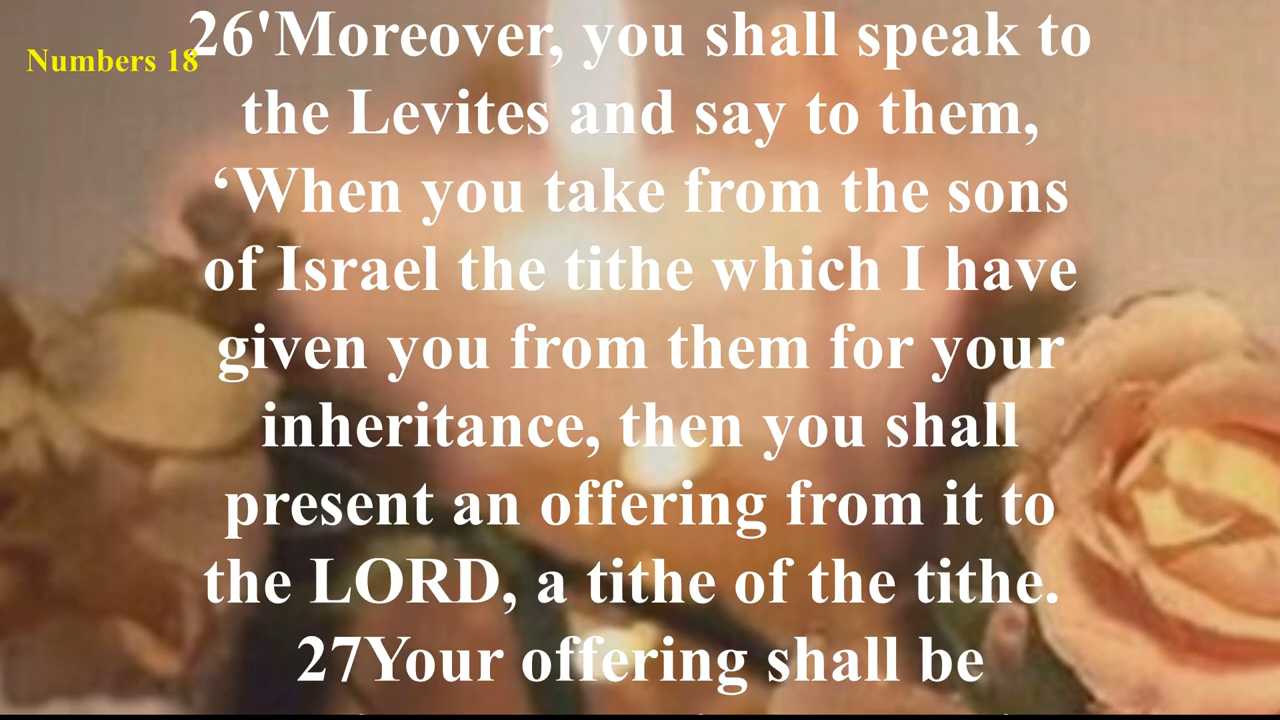 Numbers 18
26'Moreover, you shall speak to
the Levites and say to them,
‘When you take from the sons
of Israel the tithe which I have
given you from them for your
inheritance, then you shall
present an offering from it to
the LORD, a tithe of the tithe.
27Your offering shall be